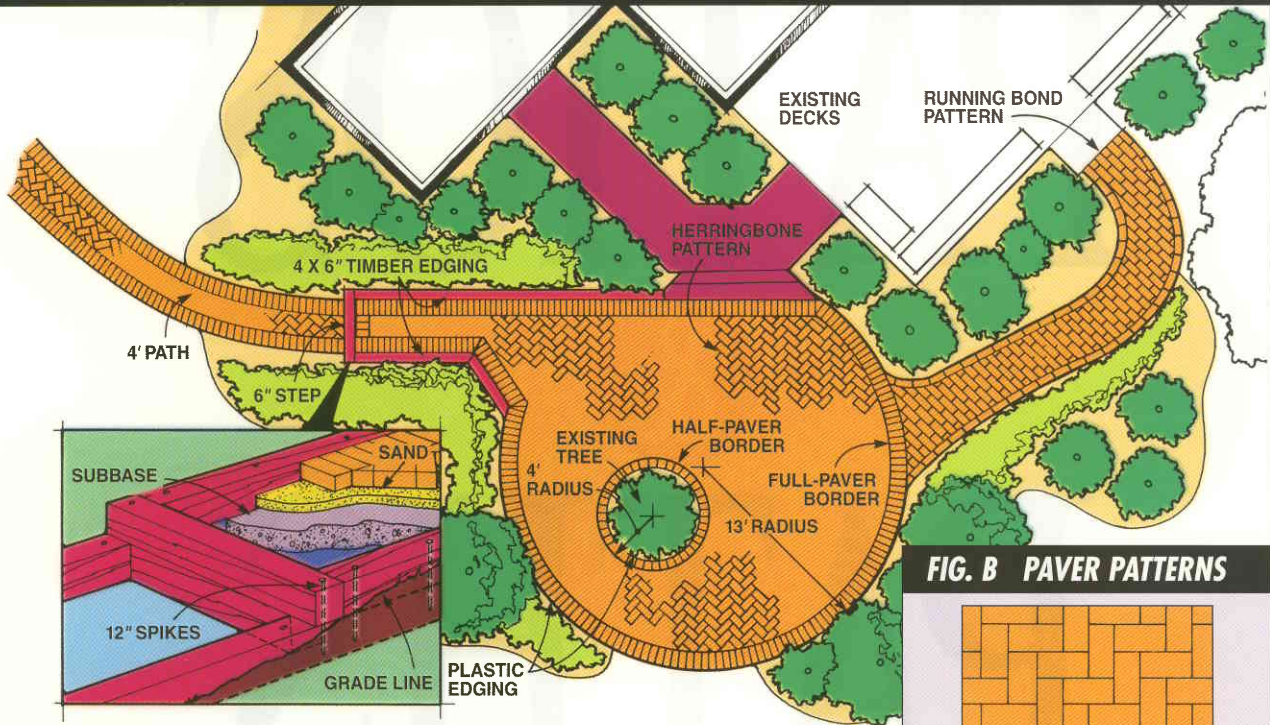 EXISTING
DECKS
RUNNING BOND
PATTERN
HERRINGBONE
PATTERN
4 X 6" TIMBER EDGING
4' PATH
6" STEP
EXISTING
TREE
HALF-PAVER
BORDER
4'
RADIUS
FULL-PAVER
BORDER
13' RADIUS
SAND
SUBBASE
12" SPIKES
GRADE LINE
PLASTIC
EDGING
FIG. B PAVER PATTERNS